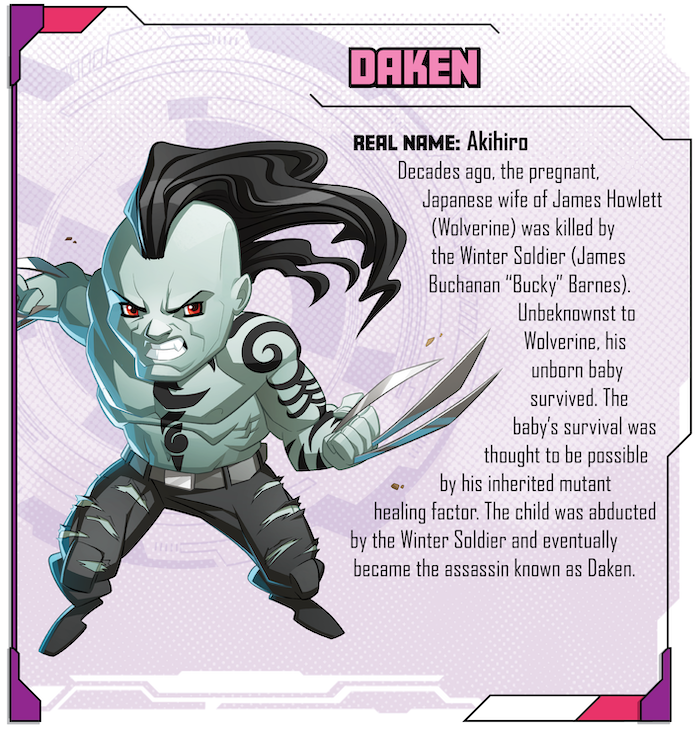 DAKEN
REAL NAME: Akihiro
Decades ago, the pregnant,
Japanese wife of James Howlett
(Wolverine) was killed by
the Winter Soldier (James
Buchanan “Bucky” Barnes).
Unbeknownst to
Wolverine, his
unborn baby
survived. The
baby’s survival was
thought to be possible
by his inherited mutant
healing factor. The child was abducted
by the Winter Soldier and eventually
became the assassin known as Daken.